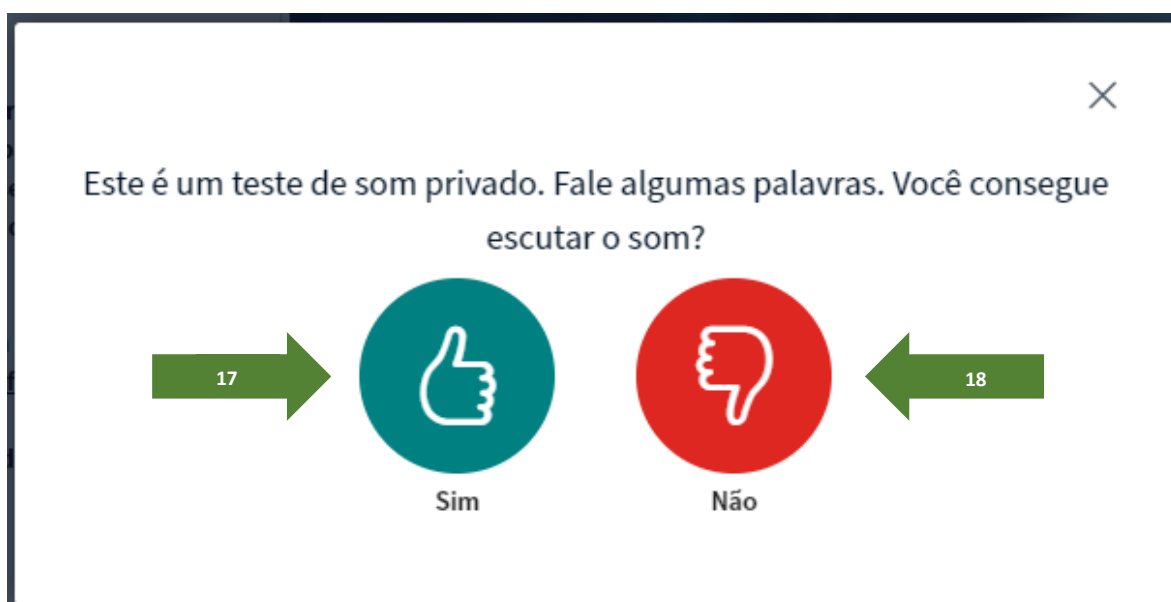 Este é um teste de som privado. Fale algumas palavras. Você consegue
escutar o som?
17
18
Sim
Não